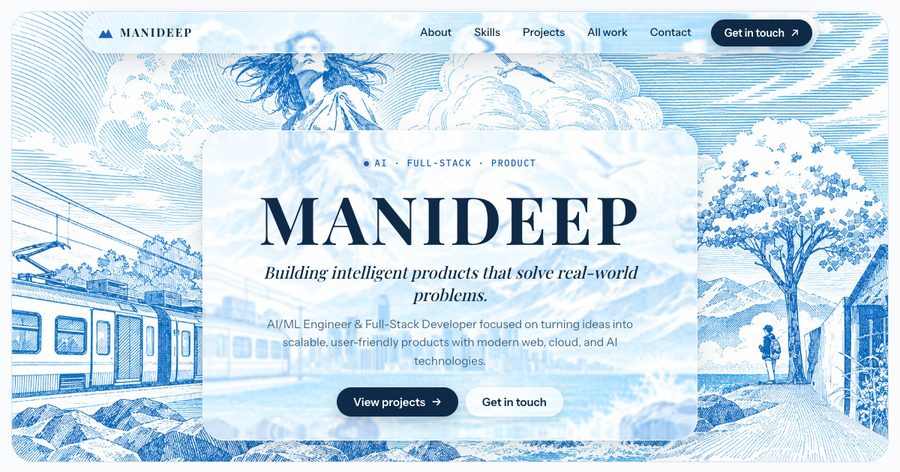 MANIDEEP
About
Skills
Projects
All work
Contact
Get in touch
AI · FULL-STACK · PRODUCT
MANIDEEP
Building intelligent products that solve real-world
problems.
AI/ML Engineer & Full-Stack Developer focused on turning ideas into
scalable, user-friendly products with modern web, cloud, and AI
technologies.
View projects
Get in touch